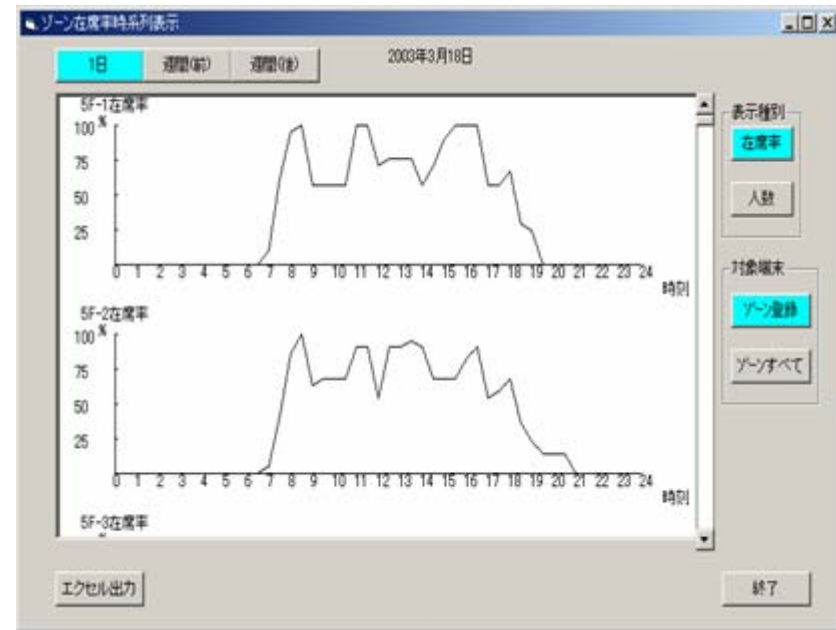 ゾーン在席率時系列表示
1日 週間(前) 週間(後) 2003年3月18日
5F-1在席率
100 %
75
50
25
0 1 2 3 4 5 6 7 8 9 10 11 12 13 14 15 16 17 18 19 20 21 22 23 24
時刻
5F-2在席率
100 %
75
50
25
0 1 2 3 4 5 6 7 8 9 10 11 12 13 14 15 16 17 18 19 20 21 22 23 24
時刻
5F-3在席率
表示種別
在席率
人数
対象端末
ゾーン登録
ゾーンすべて
エクセル出力
終了